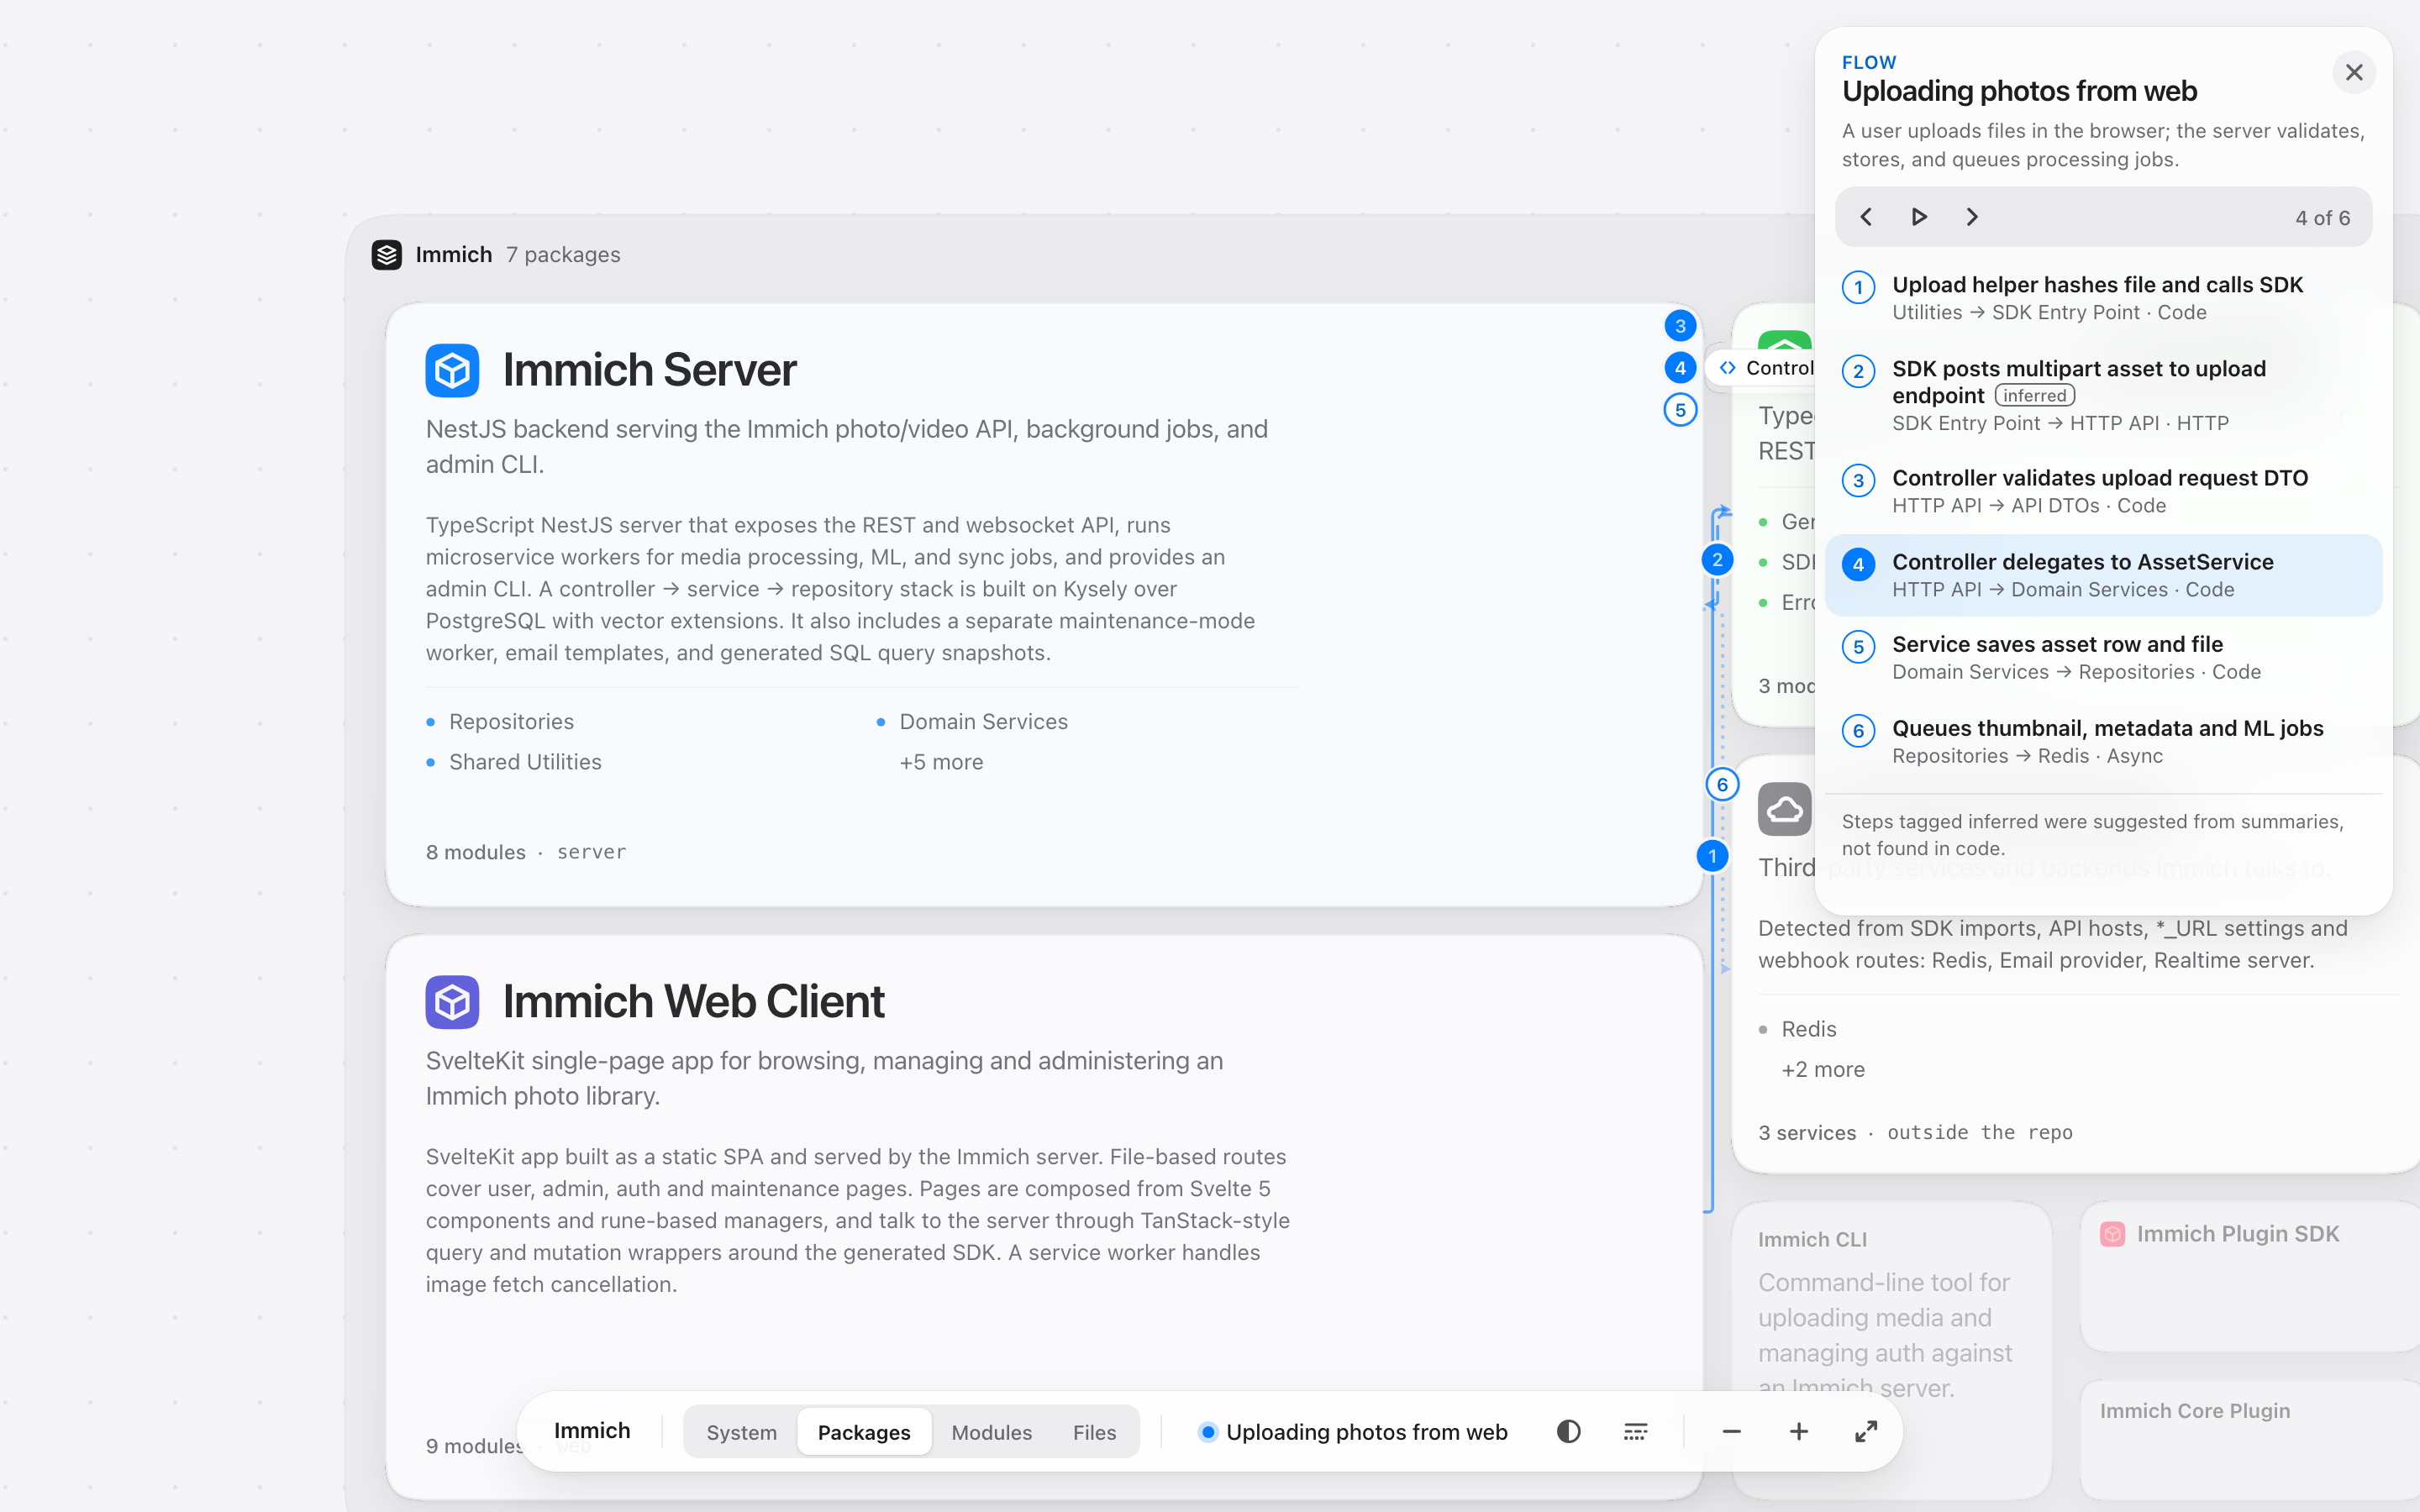 Immich 7 packages
Immich Server
NestJS backend serving the Immich photo/video API, background jobs, and
admin CLI.
TypeScript NestJS server that exposes the REST and websocket API, runs
microservice workers for media processing, ML, and sync jobs, and provides an
admin CLI. A controller → service → repository stack is built on Kysely over
PostgreSQL with vector extensions. It also includes a separate maintenance-mode
worker, email templates, and generated SQL query snapshots.
Repositories
Domain Services
Shared Utilities
+5 more
8 modules · server
3
4
5
2
6
1
Immich Web Client
SvelteKit single-page app for browsing, managing and administering an
Immich photo library.
SvelteKit app built as a static SPA and served by the Immich server. File-based routes
cover user, admin, auth and maintenance pages. Pages are composed from Svelte 5
components and rune-based managers, and talk to the server through TanStack-style
query and mutation wrappers around the generated SDK. A service worker handles
image fetch cancellation.
9 modules · web
REST
3
Third-party services and backends Immich talks to.
Detected from SDK imports, API hosts, *_URL settings and
webhook routes: Redis, Email provider, Realtime server.
Redis
+2 more
3 services · outside the repo
Immich CLI
Command-line tool for
uploading media and
managing auth against
an Immich server.
Immich Plugin SDK
Immich Core Plugin
FLOW
Uploading photos from web
A user uploads files in the browser; the server validates,
stores, and queues processing jobs.
4 of 6
1 Upload helper hashes file and calls SDK
Utilities → SDK Entry Point · Code
2 SDK posts multipart asset to upload
endpoint inferred
SDK Entry Point → HTTP API · HTTP
3 Controller validates upload request DTO
HTTP API → API DTOs · Code
4 Controller delegates to AssetService
HTTP API → Domain Services · Code
5 Service saves asset row and file
Domain Services → Repositories · Code
6 Queues thumbnail, metadata and ML jobs
Repositories → Redis · Async
Steps tagged inferred were suggested from summaries,
not found in code.
Immich System Packages Modules Files Uploading photos from web